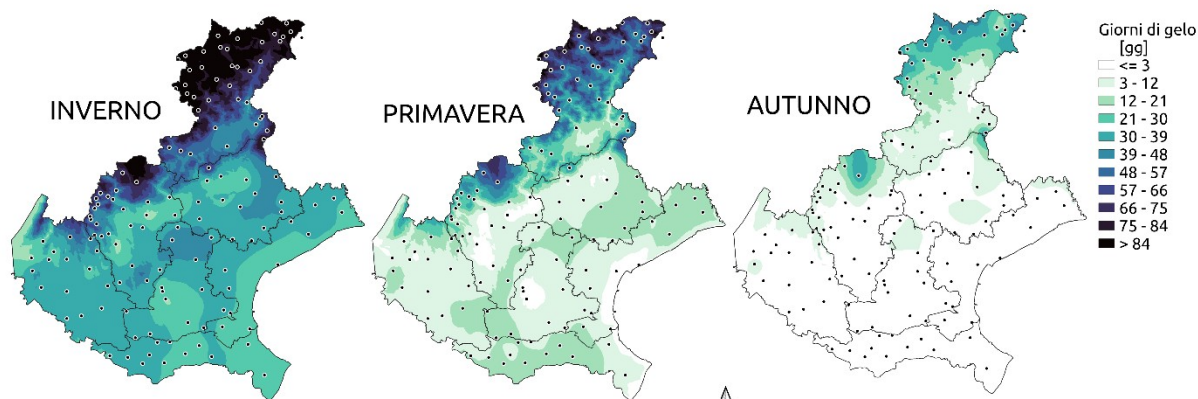 INVERNO
PRIMAVERA
AUTUNNO
Giorni di gelo
[gg]
<= 3
3 - 12
12 - 21
21 - 30
30 - 39
39 - 48
48 - 57
57 - 66
66 - 75
75 - 84
> 84